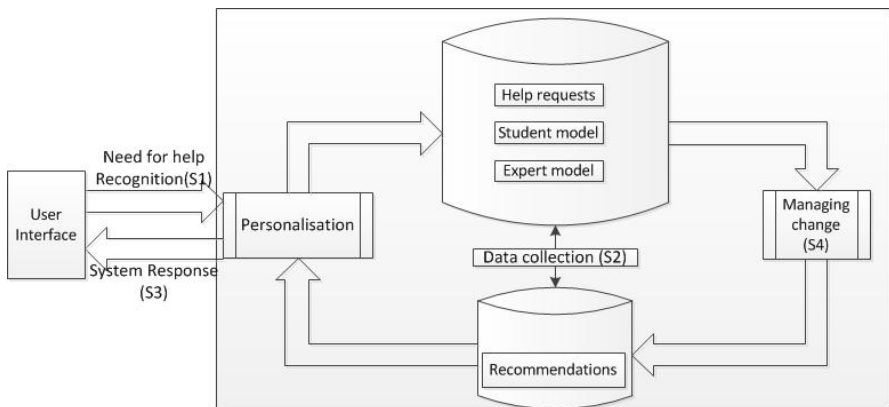 Help requests
Student model
Expert model
Need for help
Recognition(S1)
User
Interface
Personalisation
Managing
change
(S4)
Data collection (S2)
System Response
(S3)
Recommendations